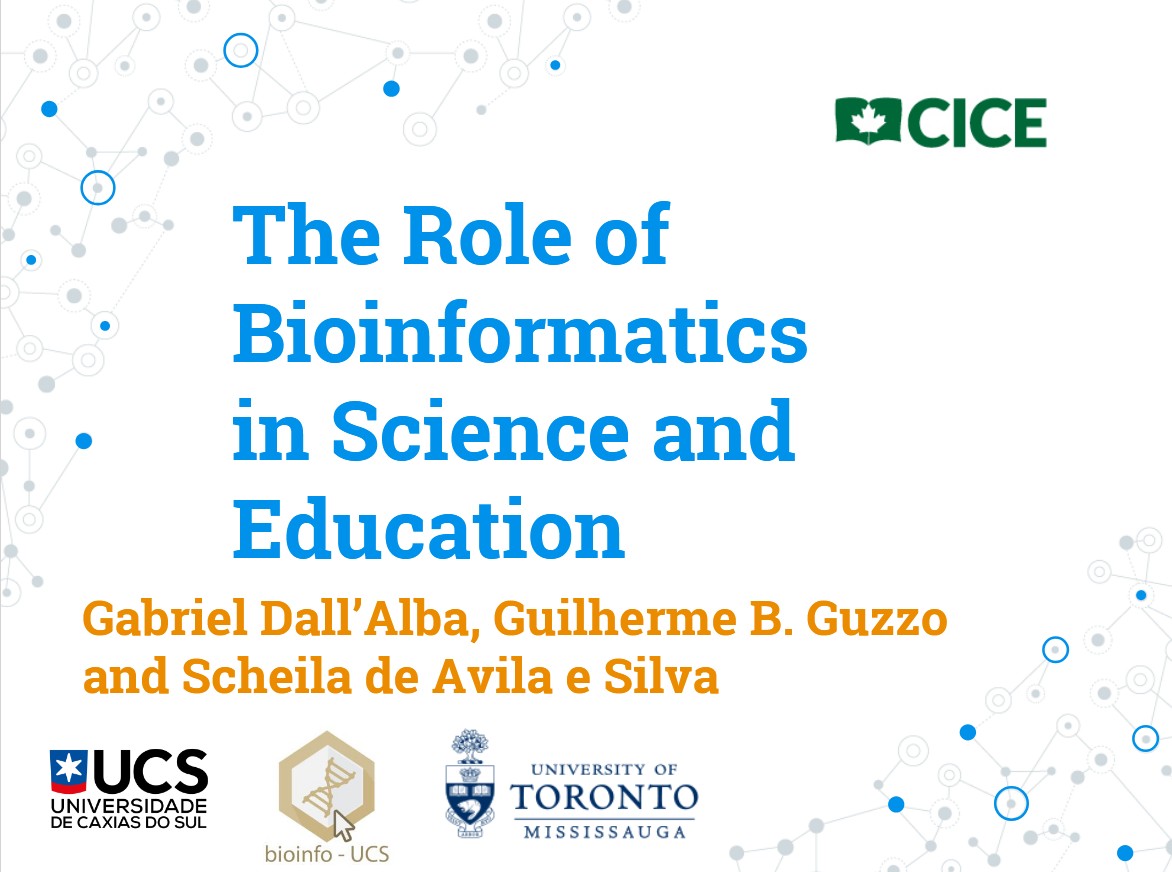 CICE
The Role of
Bioinformatics
in Science and
Education
Gabriel Dall’Alba, Guilherme B. Guzzo
and Scheila de Avila e Silva
UCS
UNIVERSIDADE
DE CAXIAS DO SUL
bioinfo - UCS
UNIVERSITY OF
TORONTO
MISSISSAUGA